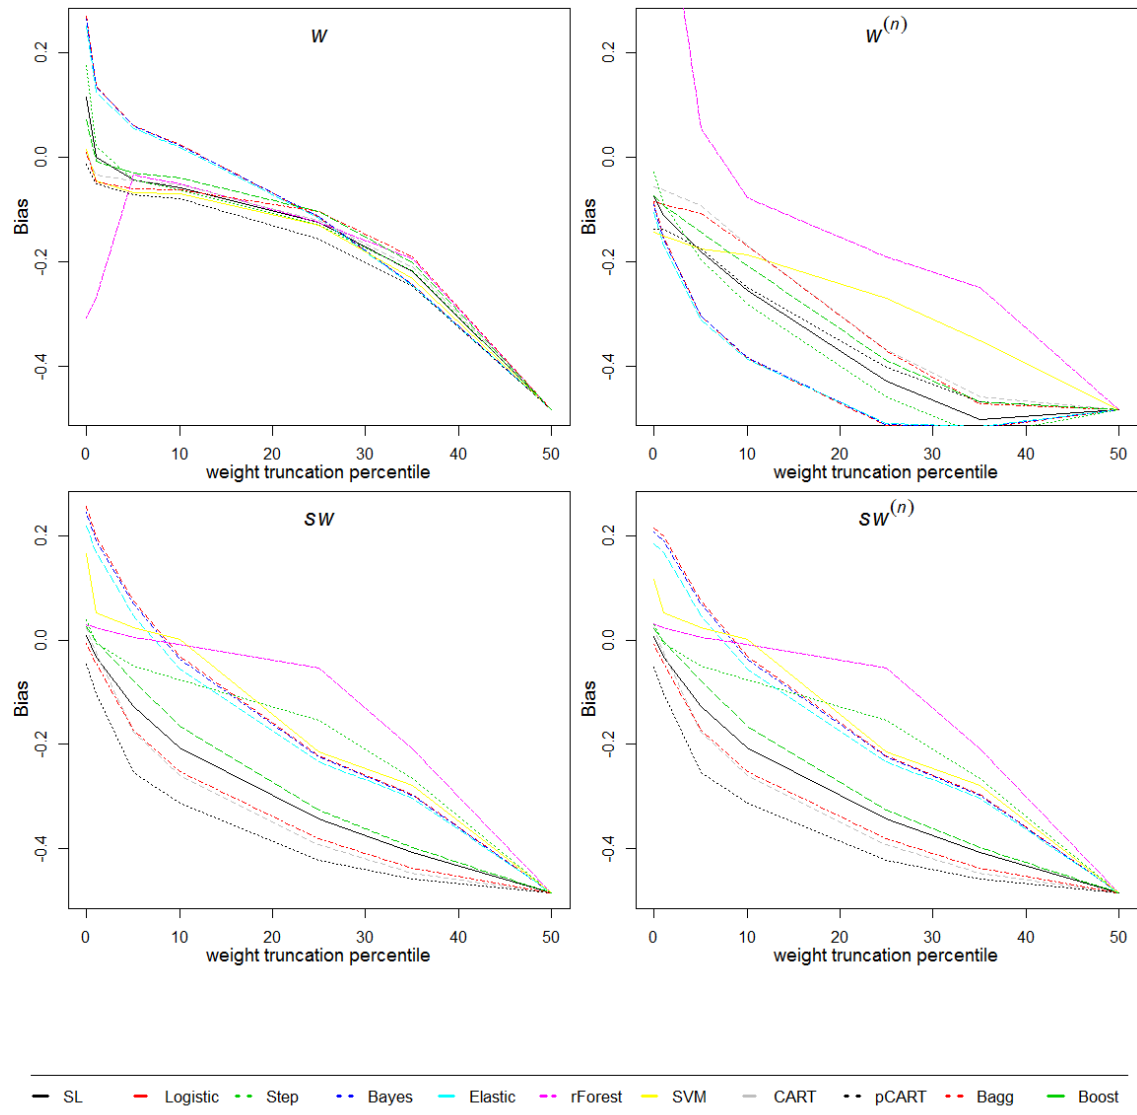 w
Bias
0.2
0.0
-0.2
-0.4
0 10 20 30 40 50
weight truncation percentile
w(n)
Bias
0.2
0.0
-0.2
-0.4
0 10 20 30 40 50
weight truncation percentile
sw
Bias
0.2
0.0
-0.2
-0.4
0 10 20 30 40 50
weight truncation percentile
sw(n)
Bias
0.2
0.0
-0.2
-0.4
0 10 20 30 40 50
weight truncation percentile
SL Logistic Step Bayes Elastic rForest SVM CART pCART Bagg Boost